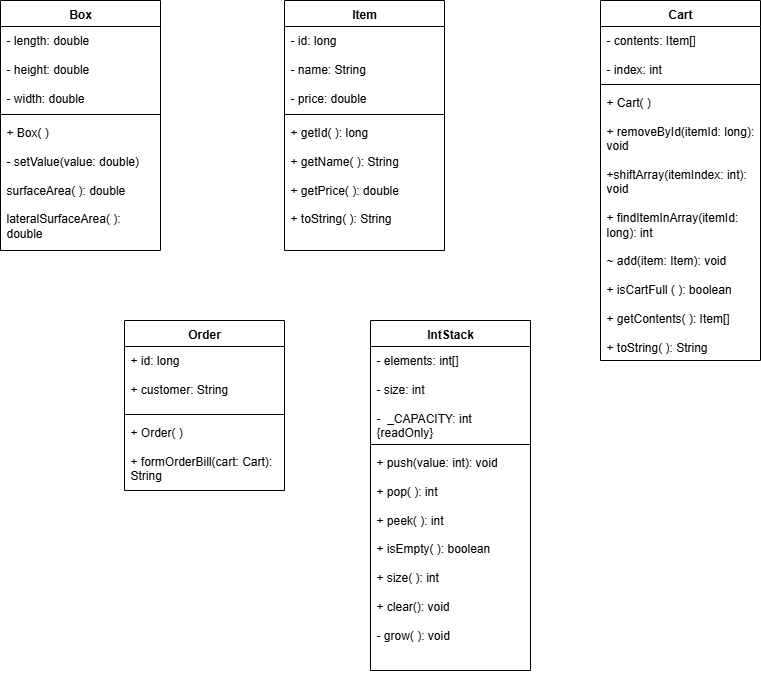 Box
- length: double
- height: double
- width: double
+ Box( )
- setValue(value: double)
surfaceArea( ): double
lateralSurfaceArea( ):
double
Item
- id: long
- name: String
- price: double
+ getId( ): long
+ getName( ): String
+ getPrice( ): double
+ toString( ): String
Cart
- contents: Item[]
- index: int
+ Cart( )
+ removeById(itemId: long):
void
+shiftArray(itemIndex: int):
void
+ findItemInArray(itemId:
long): int
~ add(item: Item): void
+ isCartFull ( ): boolean
+ getContents( ): Item[]
+ toString( ): String
Order
+ id: long
+ customer: String
+ Order( )
+ formOrderBill(cart: Cart):
String
IntStack
- elements: int[]
- size: int
- _CAPACITY: int
{readOnly}
+ push(value: int): void
+ pop( ): int
+ peek( ): int
+ isEmpty( ): boolean
+ size( ): int
+ clear(): void
- grow( ): void